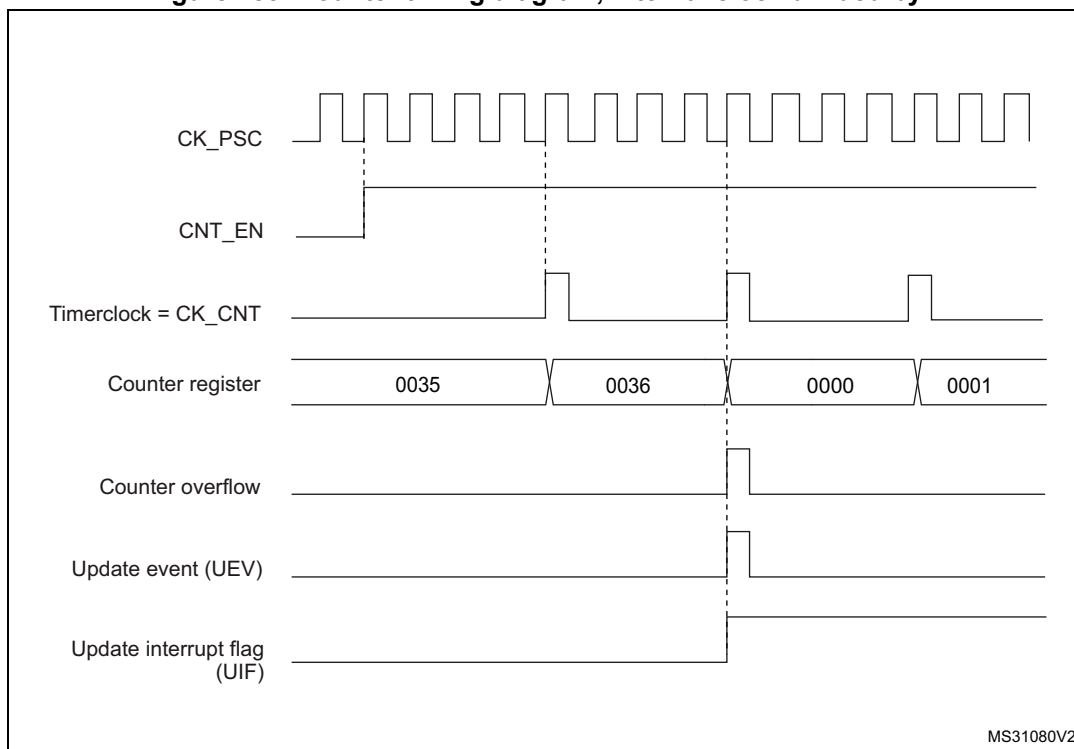 CK_PSC
CNT_EN
Timerclock = CK_CNT
Counter register 0035 0036 0000 0001
Counter overflow
Update event (UEV)
Update interrupt flag
(UIF)
MS31080V2